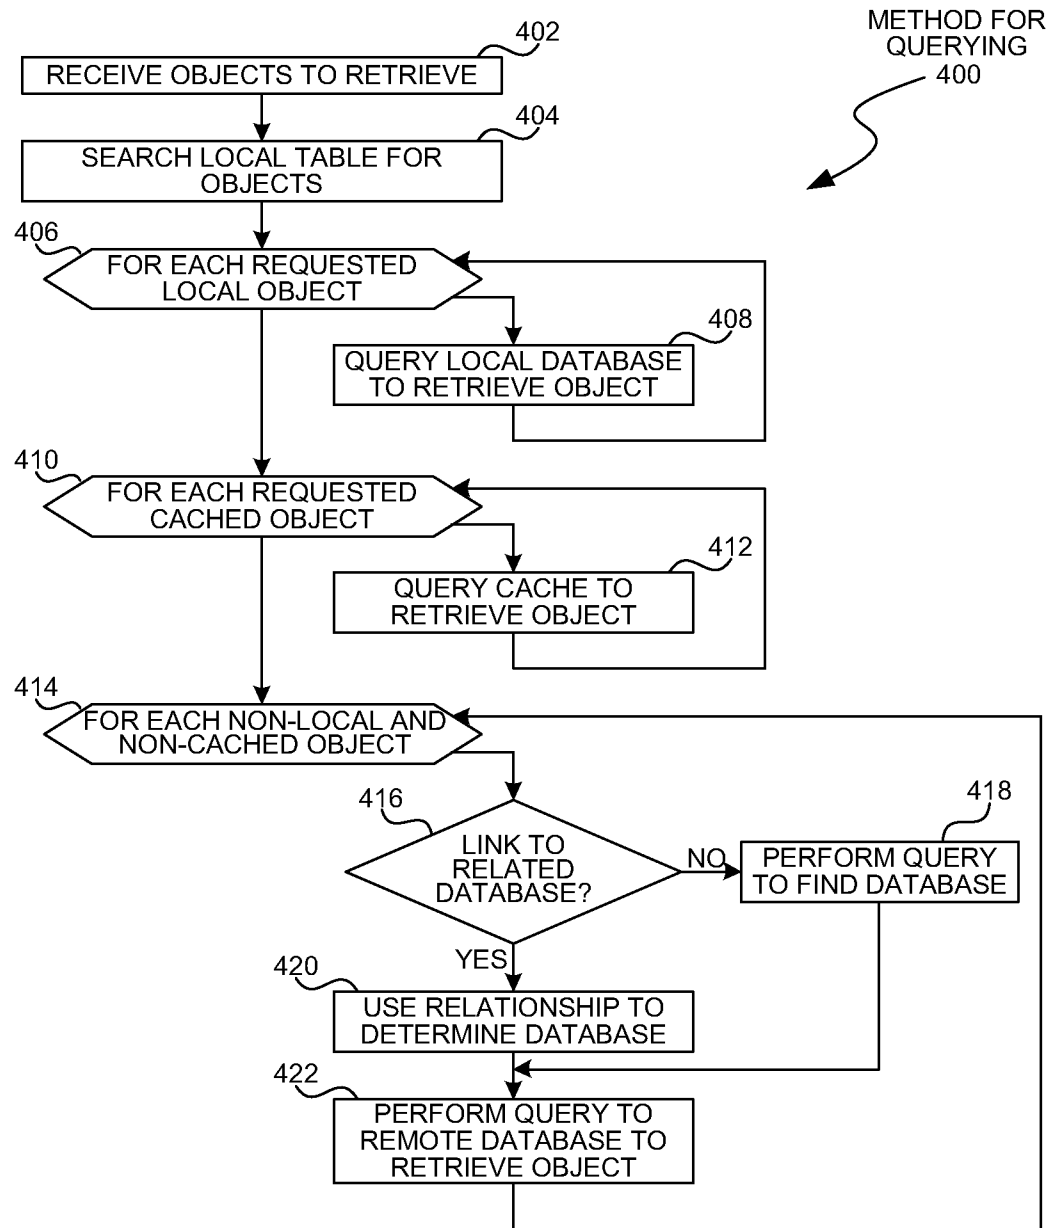 METHOD FOR
QUERYING
400
402
RECEIVE OBJECTS TO RETRIEVE
404
SEARCH LOCAL TABLE FOR
OBJECTS
406
FOR EACH REQUESTED
LOCAL OBJECT
408
QUERY LOCAL DATABASE
TO RETRIEVE OBJECT
410
FOR EACH REQUESTED
CACHED OBJECT
412
QUERY CACHE TO
RETRIEVE OBJECT
414
FOR EACH NON-LOCAL AND
NON-CACHED OBJECT
416
LINK TO
RELATED
DATABASE?
NO
418
PERFORM QUERY
TO FIND DATABASE
YES
420
USE RELATIONSHIP TO
DETERMINE DATABASE
422
PERFORM QUERY TO
REMOTE DATABASE TO
RETRIEVE OBJECT